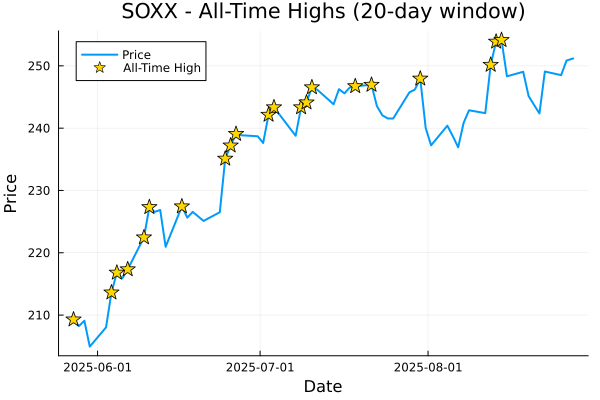 SOXX - All-Time Highs (20-day window)
Price
All-Time High
250
240
230
220
210
Price
2025-06-01
2025-07-01
2025-08-01
Date